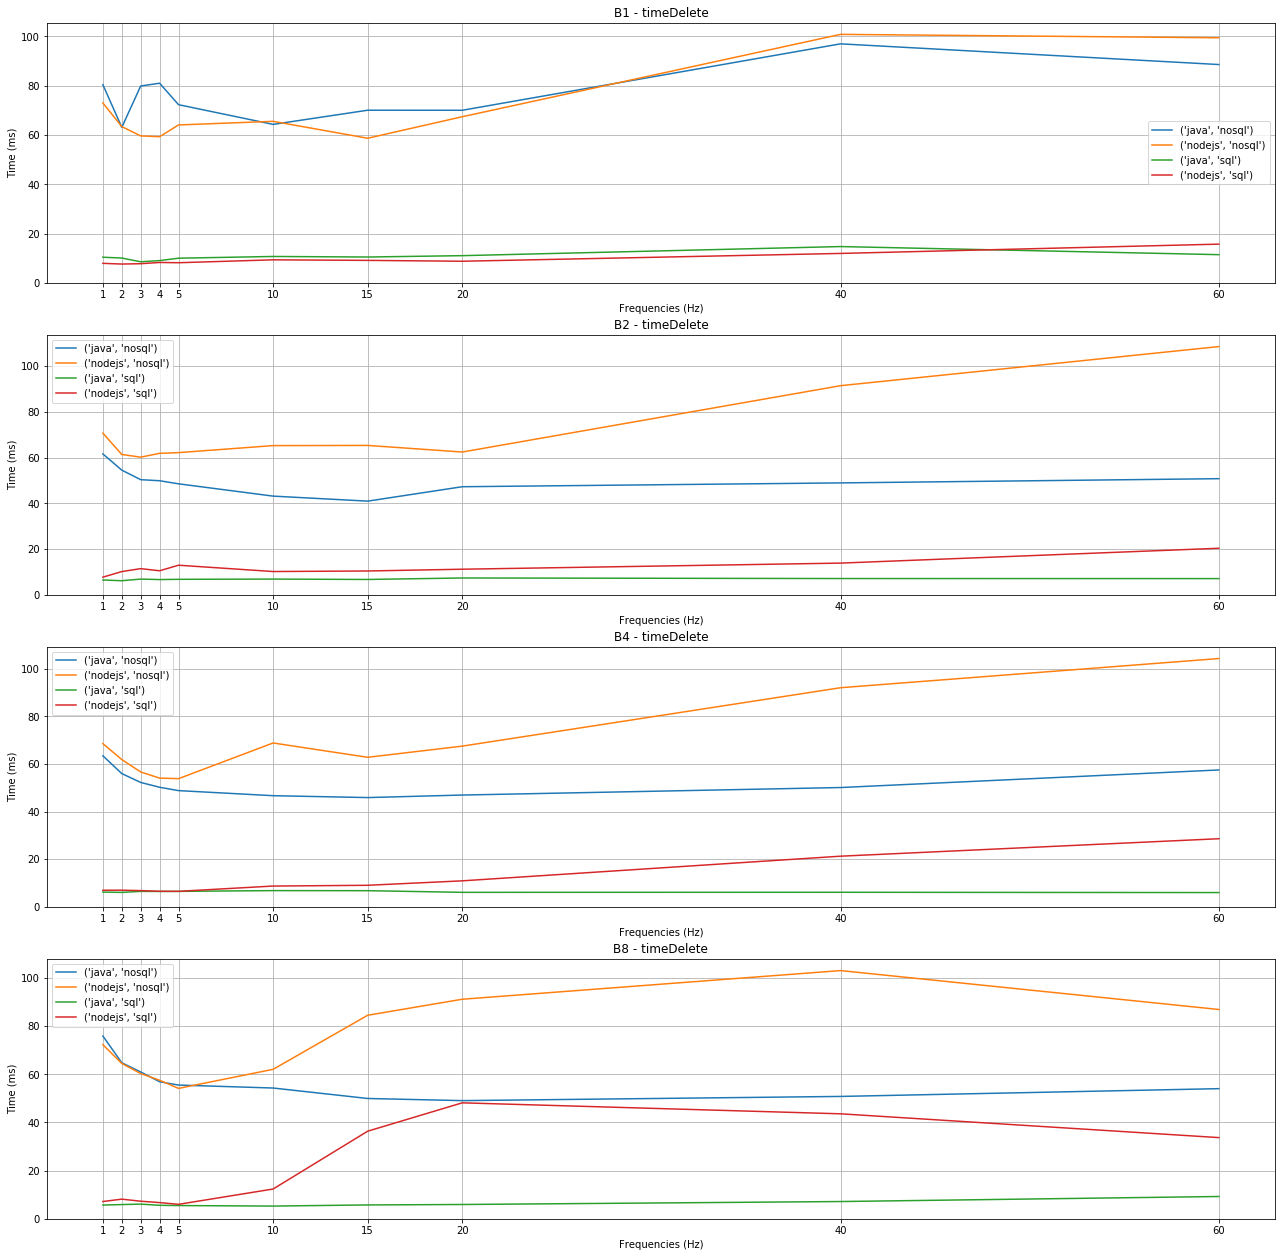 B1 - timeDelete
100
80
60
40
20
0
Time (ms)
('java', 'nosql')
('nodejs', 'nosql')
('java', 'sql')
('nodejs', 'sql')
1 2 3 4 5 10 15 20 40 60
Frequencies (Hz)
B2 - timeDelete
('java', 'nosql')
('nodejs', 'nosql')
('java', 'sql')
('nodejs', 'sql')
100
80
60
40
20
0
Time (ms)
1 2 3 4 5 10 15 20 40 60
Frequencies (Hz)
B4 - timeDelete
('java', 'nosql')
('nodejs', 'nosql')
('java', 'sql')
('nodejs', 'sql')
100
80
60
40
20
0
Time (ms)
1 2 3 4 5 10 15 20 40 60
Frequencies (Hz)
B8 - timeDelete
('java', 'nosql')
('nodejs', 'nosql')
('java', 'sql')
('nodejs', 'sql')
100
80
60
40
20
0
Time (ms)
1 2 3 4 5 10 15 20 40 60
Frequencies (Hz)